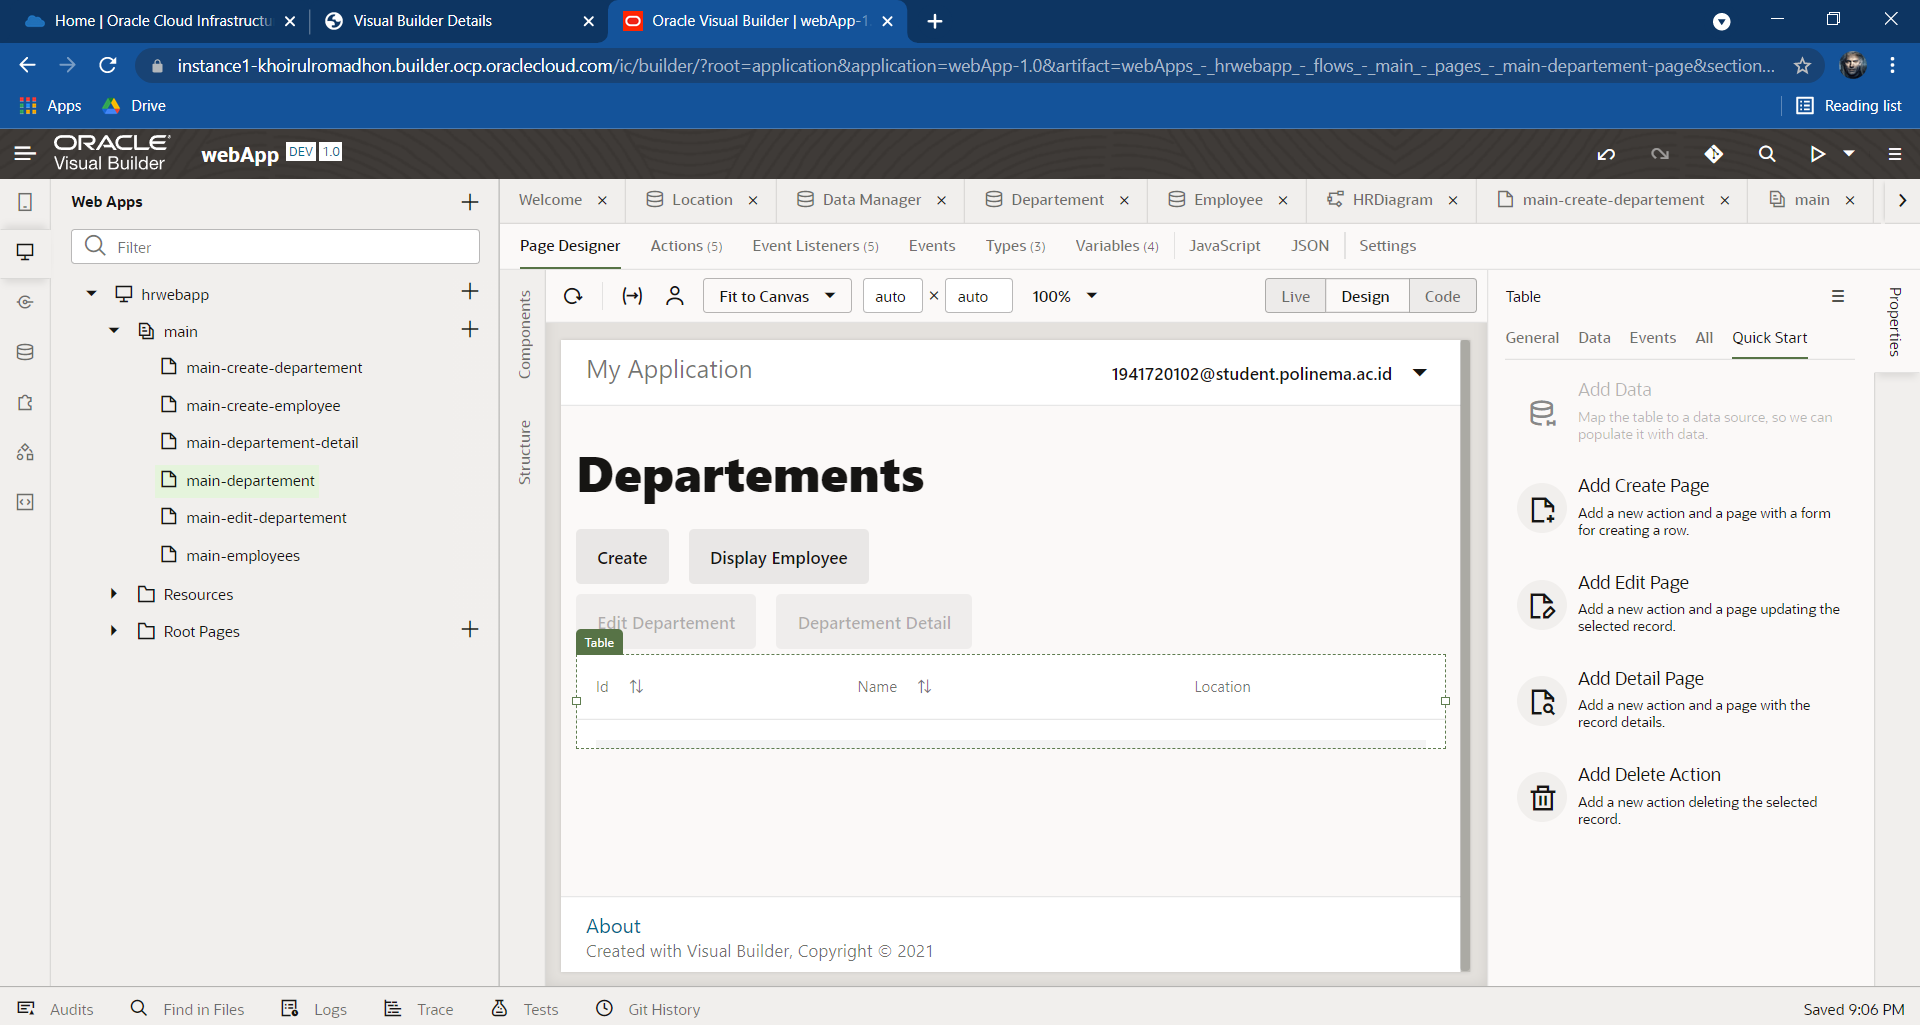 Home | Oracle Cloud Infrastructu
Visual Builder Details
Oracle Visual Builder | webApp-1.
instance1-khoirulromadhon.builder.ocp.oraclecloud.com/ic/builder/?root=application&application=webApp-1.0&artifact=webApps_-_hrwebapp_-_flows_-_main_-_pages_-_main-departement-page&section...
Apps
Drive
Reading list
ORACLE
Visual Builder
webApp DEV 1.0
Web Apps
Filter
hrwebapp
main
main-create-departement
main-create-employee
main-departement-detail
main-departement
main-edit-departement
main-employees
Resources
Root Pages
Welcome
Location
Data Manager
Departement
Employee
HRDiagram
main-create-departement
main
Page Designer
Actions (5)
Event Listeners (5)
Events
Types (3)
Variables (4)
JavaScript
JSON
Settings
Components
Structure
Fit to Canvas
auto × auto
100%
Live
Design
Code
My Application
1941720102@student.polinema.ac.id
Departements
Create
Display Employee
Edit Departement
Departement Detail
Table
Id
Name
Location
About
Created with Visual Builder, Copyright © 2021
Table
Properties
General
Data
Events
All
Quick Start
Add Data
Map the table to a data source, so we can
populate it with data.
Add Create Page
Add a new action and a page with a form
for creating a row.
Add Edit Page
Add a new action and a page updating the
selected record.
Add Detail Page
Add a new action and a page with the
record details.
Add Delete Action
Add a new action deleting the selected
record.
Audits
Find in Files
Logs
Trace
Tests
Git History
Saved 9:06 PM